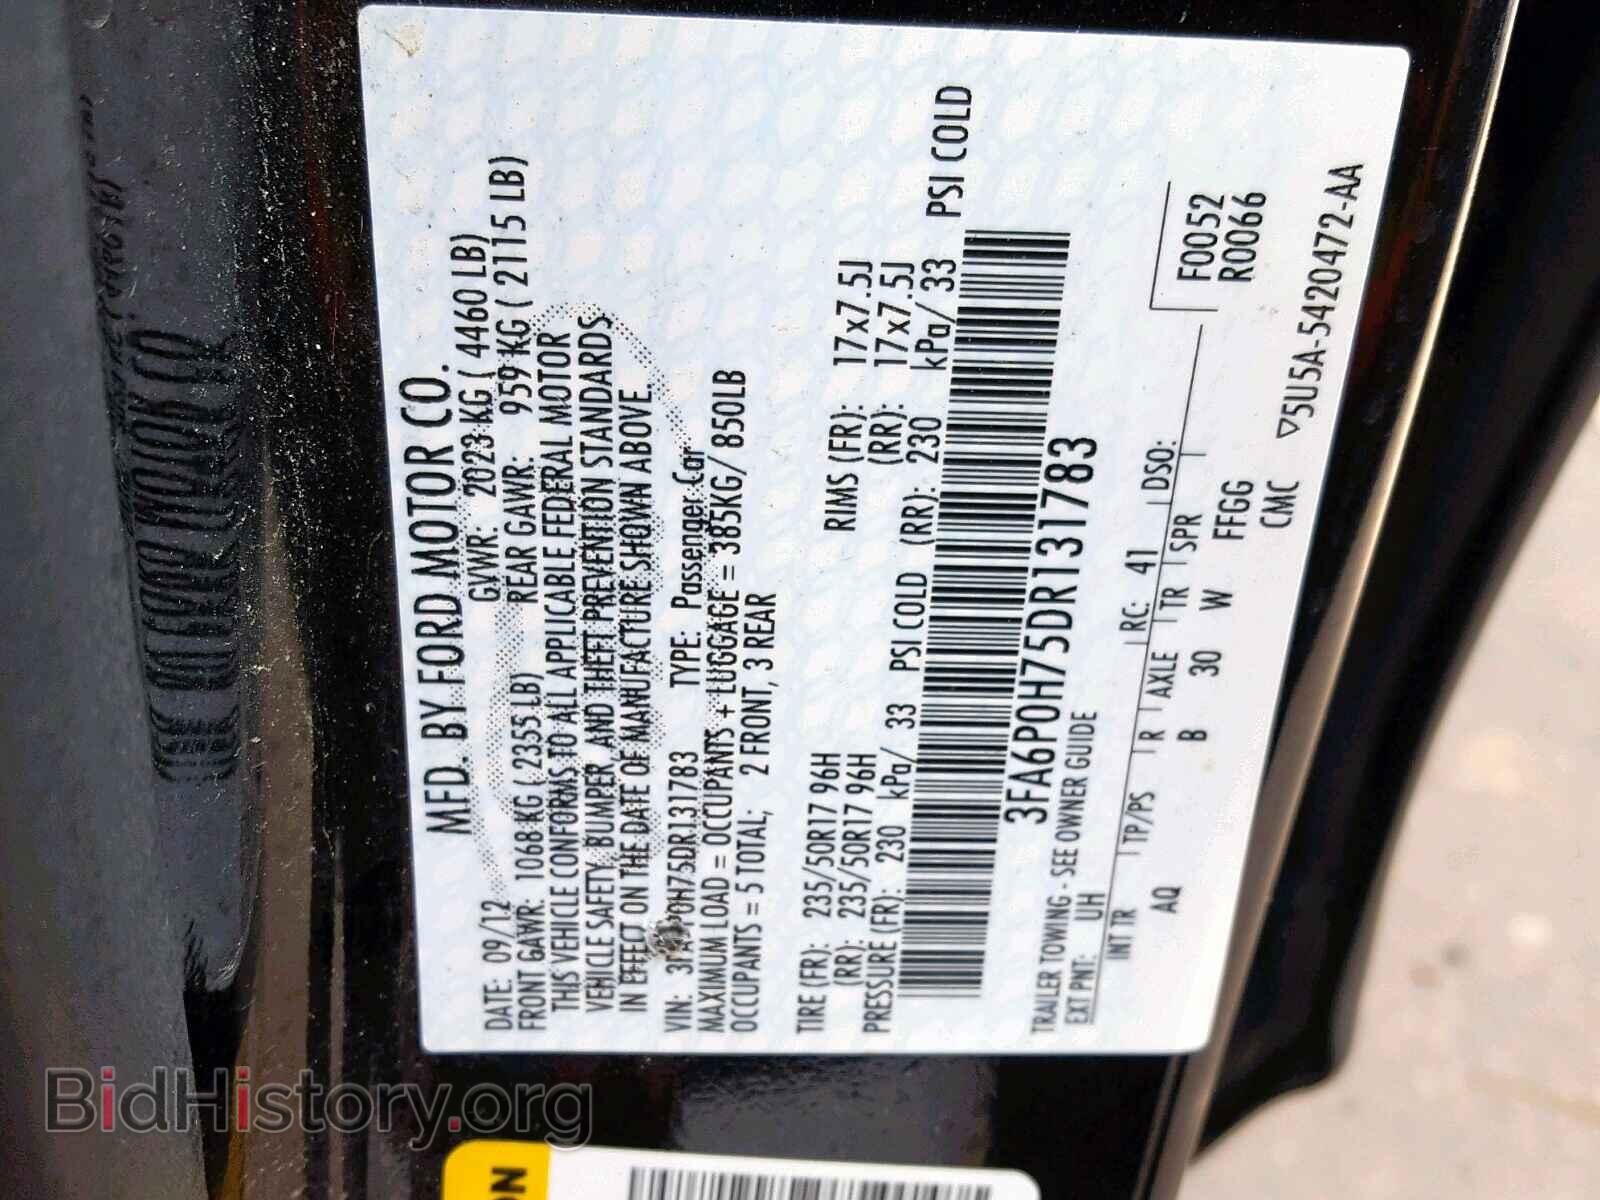 MFD. BY FORD MOTOR CO.
DATE: 09/12 GVWR: 2023 KG ( 4460 LB)
FRONT GAWR: 1068 KG ( 2355 LB) REAR GAWR: 959 KG ( 2115 LB)
THIS VEHICLE CONFORMS TO ALL APPLICABLE FEDERAL MOTOR
VEHICLE SAFETY, BUMPER, AND THEFT PREVENTION STANDARDS
IN EFFECT ON THE DATE OF MANUFACTURE SHOWN ABOVE.
VIN: 3FA6P0H75DR131783 TYPE: Passenger Car
MAXIMUM LOAD = OCCUPANTS + LUGGAGE = 385KG/ 850LB
OCCUPANTS = 5 TOTAL; 2 FRONT, 3 REAR
TIRE (FR): 235/50R17 96H RIMS (FR): 17x7.5J
(RR): 235/50R17 96H (RR): 17x7.5J
PRESSURE (FR): 230 kPa/ 33 PSI COLD (RR): 230 kPa/ 33 PSI COLD
3FA6P0H75DR131783
TRAILER TOWING - SEE OWNER GUIDE
EXT PNT: UH RC: 41 DSO:
INT TR TP/PS R AXLE TR SPR
AQ B 30 W FFGG
CMC
F0052
R0066
▽5U5A-5420472-AA
BidHistory.org